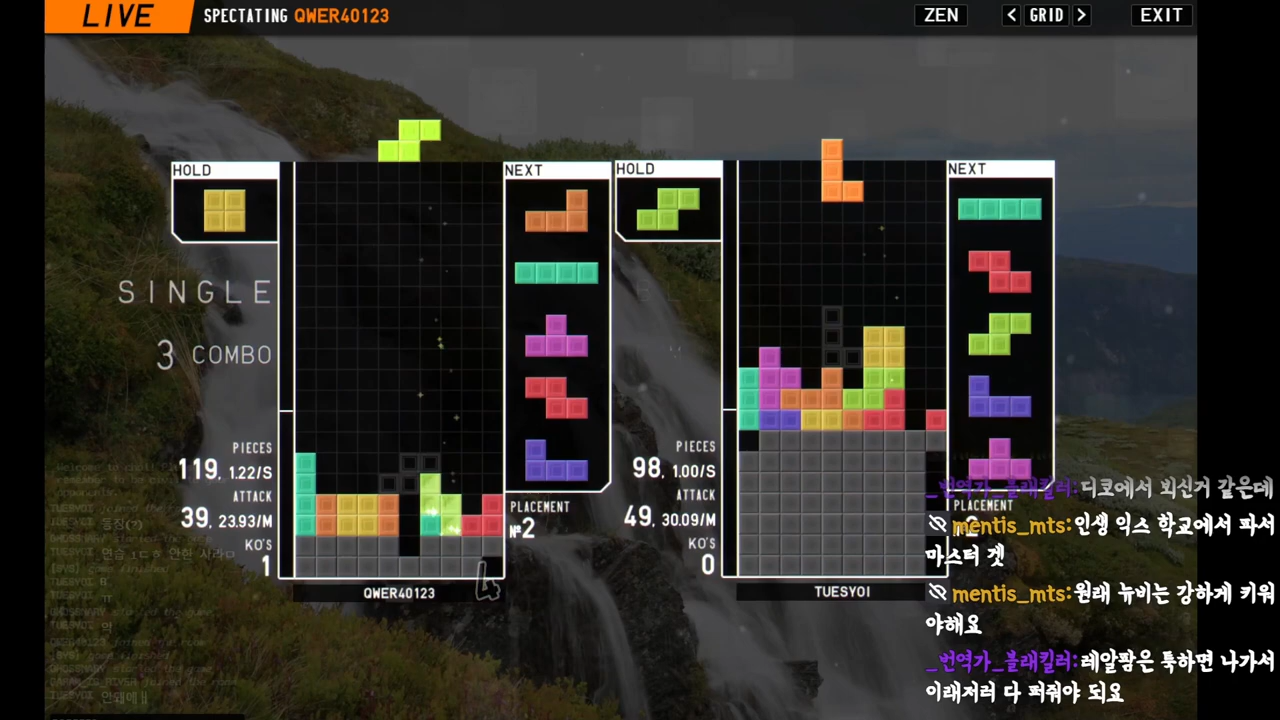 LIVE
SPECTATING QWER40123
ZEN
< GRID >
EXIT
HOLD
NEXT
SINGLE
3 COMBO
PIECES
119, 1.22/S
ATTACK
39, 23.93/M
KO'S
1
PLACEMENT
№2
QWER40123
4
HOLD
NEXT
PIECES
98, 1.00/S
ATTACK
49, 30.09/M
KO'S
0
PLACEMENT
TUESYOI
_번역가_블래킬러:디코에서 뵈신거 같은데
mentis_mts:인생 익스 학교에서 파서
마스터 겟
mentis_mts:원래 뉴비는 강하게 키워
야해요
_번역가_블래킬러:레알팜은 툭하면 나가서
이래저러 다 퍼줘야 되요